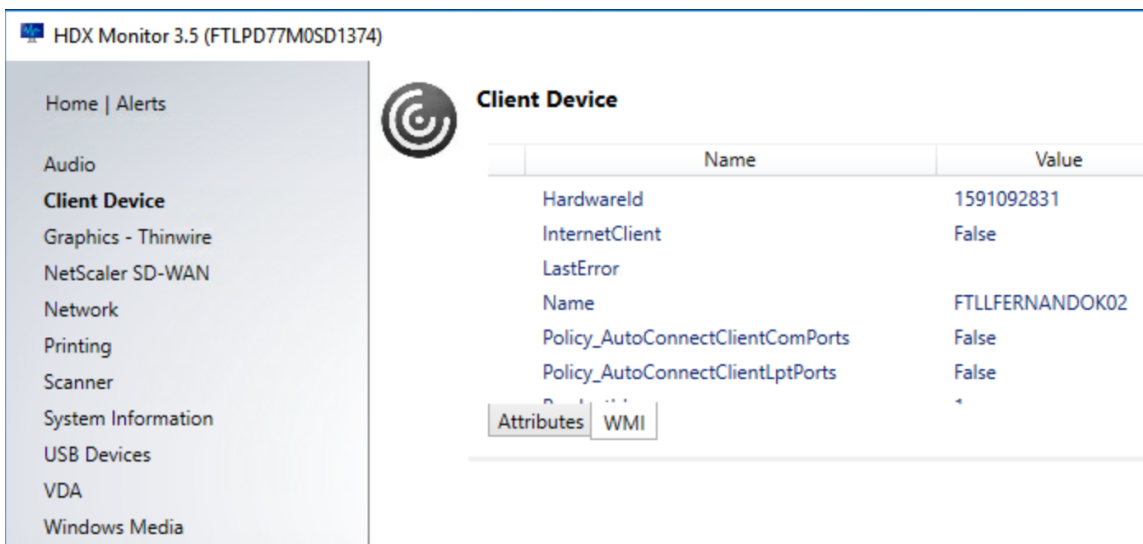 HDX Monitor 3.5 (FTLPD77M0SD1374)
Home | Alerts
Audio
Client Device
Graphics - Thinwire
NetScaler SD-WAN
Network
Printing
Scanner
System Information
USB Devices
VDA
Windows Media
Client Device
Name Value
HardwareId 1591092831
InternetClient False
LastError
Name FTLLFERNANDOK02
Policy_AutoConnectClientComPorts False
Policy_AutoConnectClientLptPorts False
Attributes WMI